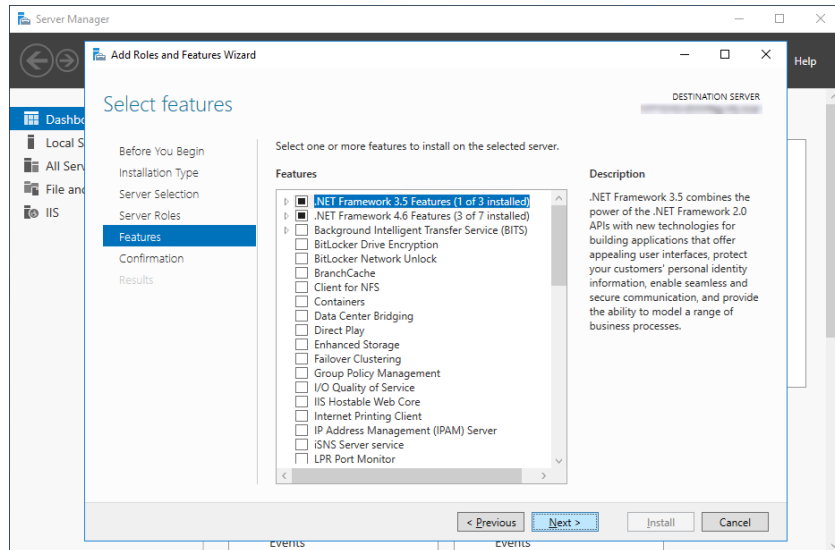 Server Manager
Add Roles and Features Wizard
Help
Select features
DESTINATION SERVER
Dashbo
Local S
All Serv
File and
IIS
Before You Begin
Installation Type
Server Selection
Server Roles
Features
Confirmation
Results
Select one or more features to install on the selected server.
Features
.NET Framework 3.5 Features (1 of 3 installed)
.NET Framework 4.6 Features (3 of 7 installed)
Background Intelligent Transfer Service (BITS)
BitLocker Drive Encryption
BitLocker Network Unlock
BranchCache
Client for NFS
Containers
Data Center Bridging
Direct Play
Enhanced Storage
Failover Clustering
Group Policy Management
I/O Quality of Service
IIS Hostable Web Core
Internet Printing Client
IP Address Management (IPAM) Server
iSNS Server service
LPR Port Monitor
Description
.NET Framework 3.5 combines the
power of the .NET Framework 2.0
APIs with new technologies for
building applications that offer
appealing user interfaces, protect
your customers' personal identity
information, enable seamless and
secure communication, and provide
the ability to model a range of
business processes.
< Previous
Next >
Install
Cancel
Events
Events